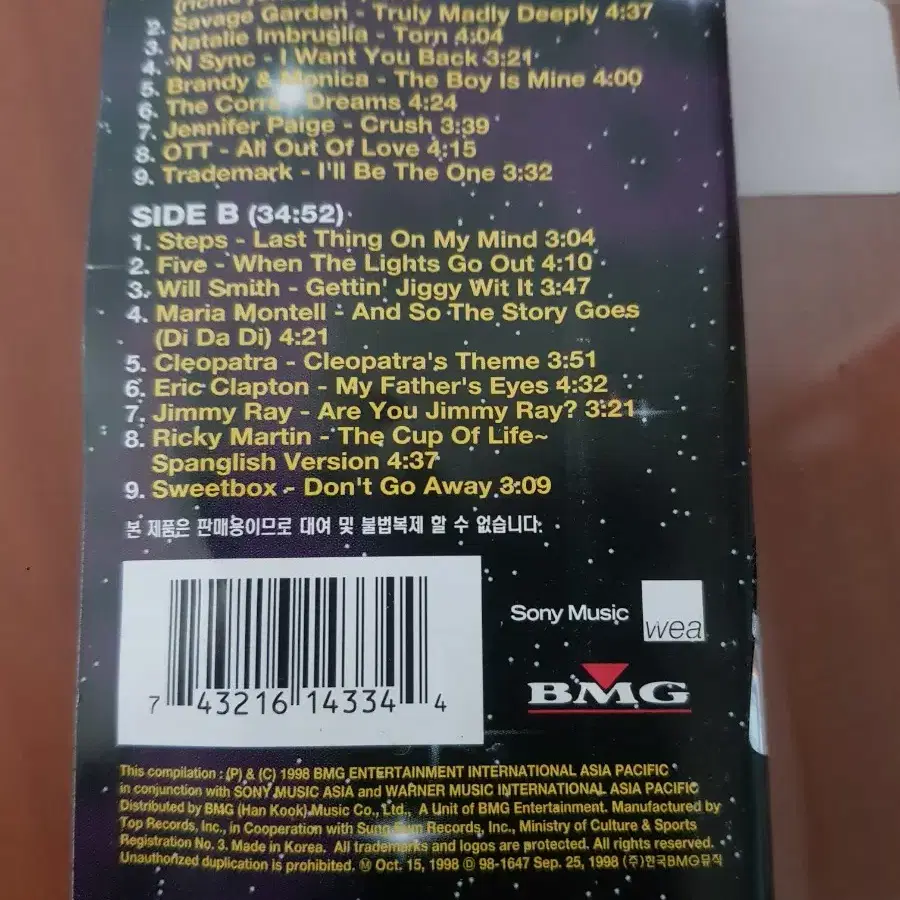 2. Savage Garden - Truly Madly Deeply 4:37
3. Natalie Imbruglia - Torn 4:04
4. 'N Sync - I Want You Back 3:21
5. Brandy & Monica - The Boy Is Mine 4:00
6. The Corrs - Dreams 4:24
7. Jennifer Paige - Crush 3:39
8. OTT - All Out Of Love 4:15
9. Trademark - I'll Be The One 3:32
SIDE B (34:52)
1. Steps - Last Thing On My Mind 3:04
2. Five - When The Lights Go Out 4:10
3. Will Smith - Gettin' Jiggy Wit It 3:47
4. Maria Montell - And So The Story Goes
(Di Da Di) 4:21
5. Cleopatra - Cleopatra's Theme 3:51
6. Eric Clapton - My Father's Eyes 4:32
7. Jimmy Ray - Are You Jimmy Ray? 3:21
8. Ricky Martin - The Cup Of Life~
Spanglish Version 4:37
9. Sweetbox - Don't Go Away 3:09
본 제품은 판매용이므로 대여 및 불법복제 할 수 없습니다.
Sony Music
wea
BMG
7 43216 14334 4
This compilation : (P) & (C) 1998 BMG ENTERTAINMENT INTERNATIONAL ASIA PACIFIC
in conjunction with SONY MUSIC ASIA and WARNER MUSIC INTERNATIONAL ASIA PACIFIC
Distributed by BMG (Han Kook) Music Co., Ltd., A Unit of BMG Entertainment. Manufactured by
Top Records, Inc., in Cooperation with Sung Eum Records, Inc., Ministry of Culture & Sports
Registration No. 3. Made in Korea. All trademarks and logos are protected. All rights reserved.
Unauthorized duplication is prohibited. Ⓜ Oct. 15, 1998 Ⓓ 98-1647 Sep. 25, 1998 (주)한국BMG뮤직